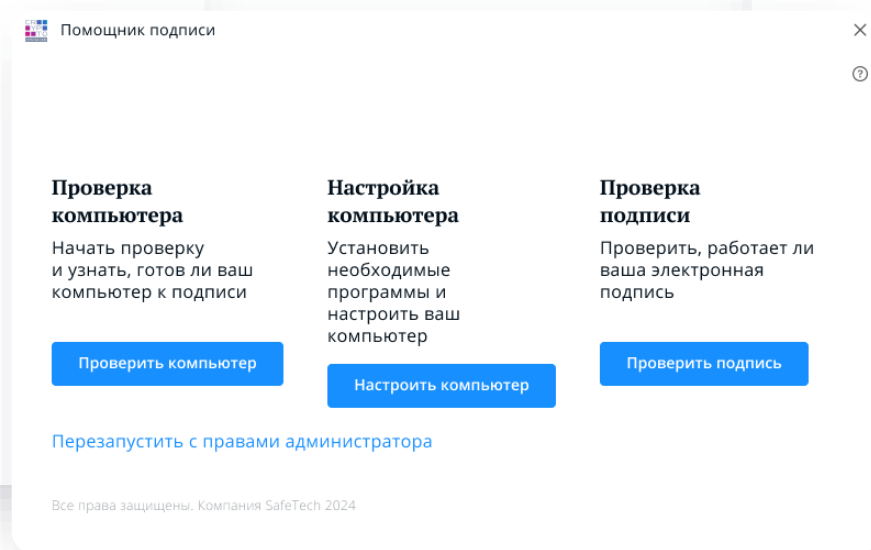 Помощник подписи
Проверка
компьютера
Начать проверку
и узнать, готов ли ваш
компьютер к подписи
Проверить компьютер
Настройка
компьютера
Установить
необходимые
программы и
настроить ваш
компьютер
Настроить компьютер
Проверка
подписи
Проверить, работает ли
ваша электронная
подпись
Проверить подпись
Перезапустить с правами администратора
Все права защищены. Компания SafeTech 2024